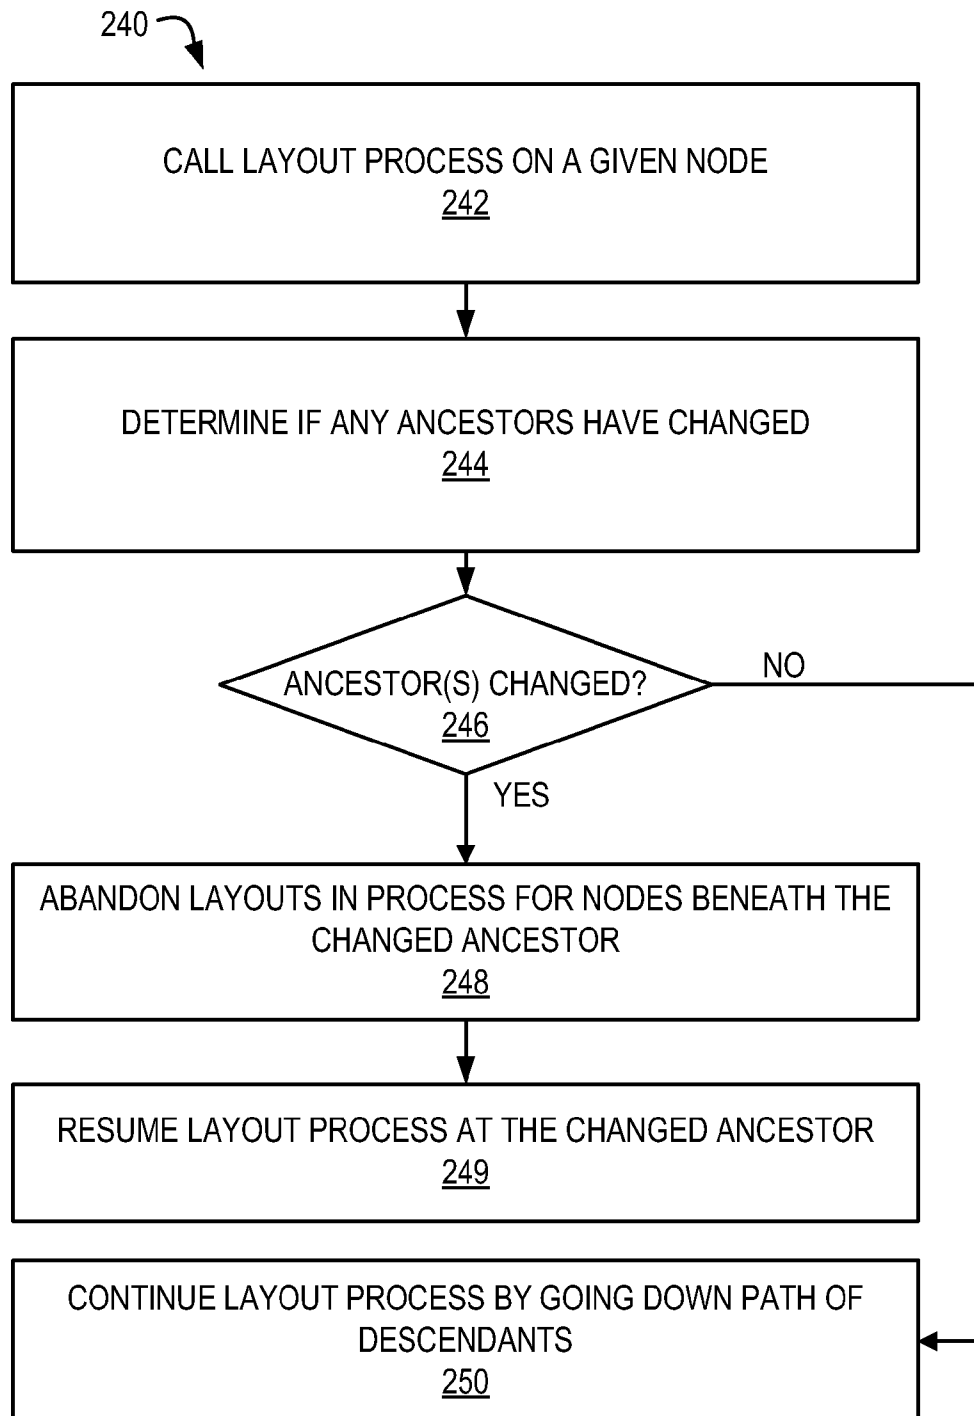 240
CALL LAYOUT PROCESS ON A GIVEN NODE
242
DETERMINE IF ANY ANCESTORS HAVE CHANGED
244
ANCESTOR(S) CHANGED?
246
NO
YES
ABANDON LAYOUTS IN PROCESS FOR NODES BENEATH THE
CHANGED ANCESTOR
248
RESUME LAYOUT PROCESS AT THE CHANGED ANCESTOR
249
CONTINUE LAYOUT PROCESS BY GOING DOWN PATH OF
DESCENDANTS
250